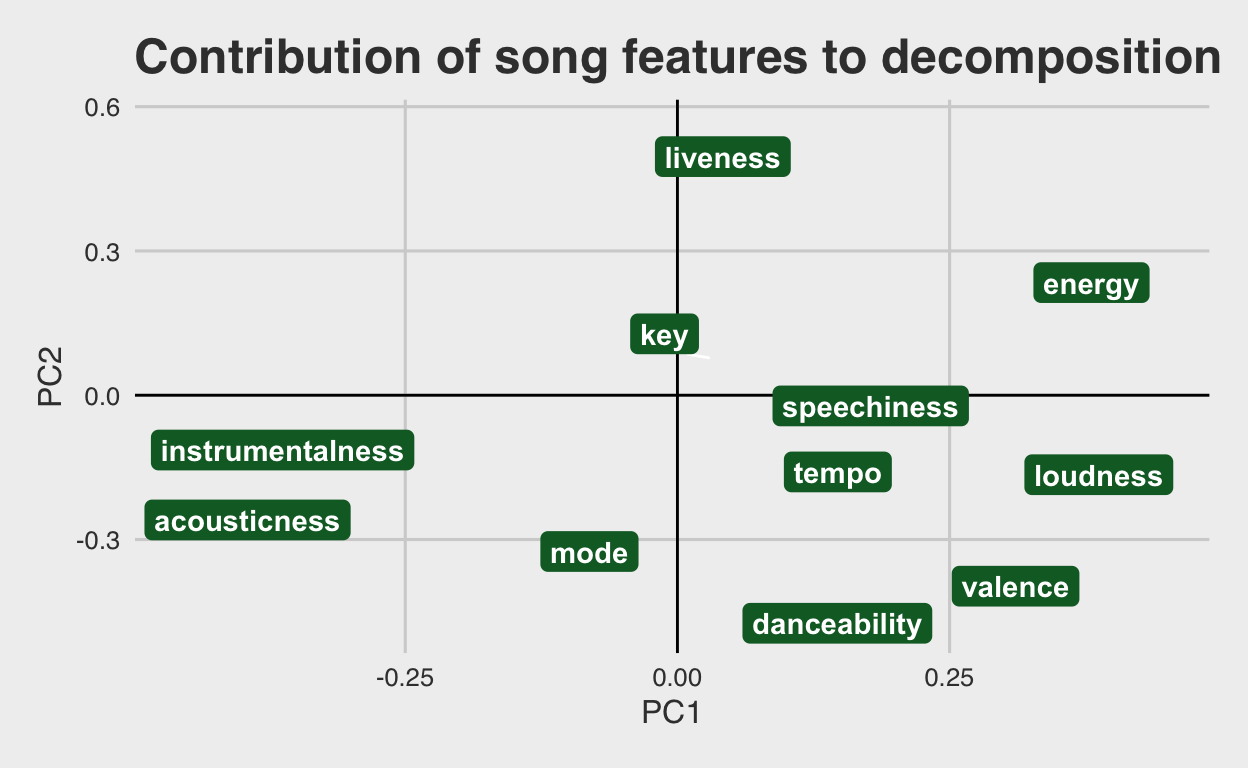 Contribution of song features to decomposition
0.6
liveness
0.3
energy
key
PC2
0.0
speechiness
instrumentalness
tempo
loudness
acousticness
-0.3
mode
valence
danceability
-0.25
0.00
0.25
PC1